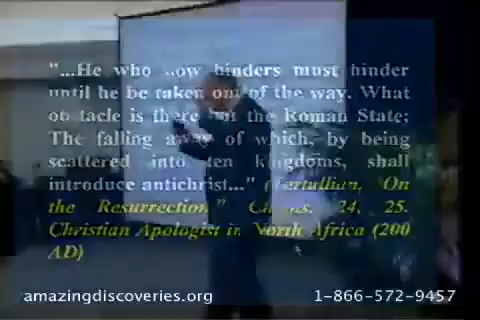 "...He who now hinders must hinder
until he be taken out of the way. What
obstacle is there but the Roman State;
The falling away of which, by being
scattered into ten kingdoms, shall
introduce antichrist..." (Tertullian, "On
the Resurrection," 24, 25.
Christian Apologist in North Africa (200
AD)
amazingdiscoveries.org 1-866-572-9457